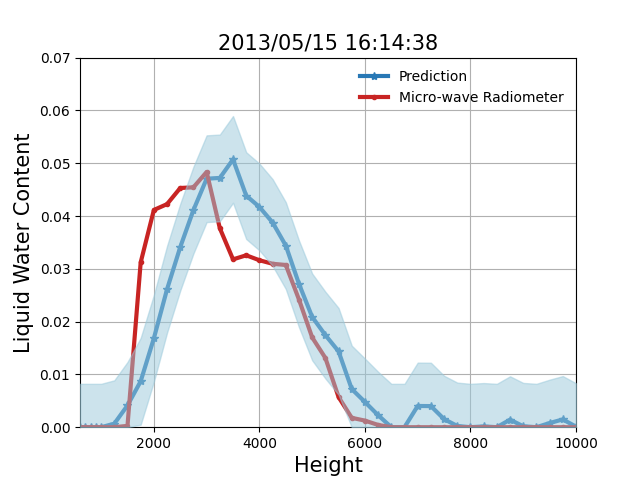 2013/05/15 16:14:38
Prediction
Micro-wave Radiometer
Liquid Water Content
0.07
0.06
0.05
0.04
0.03
0.02
0.01
0.00
2000 4000 6000 8000 10000
Height